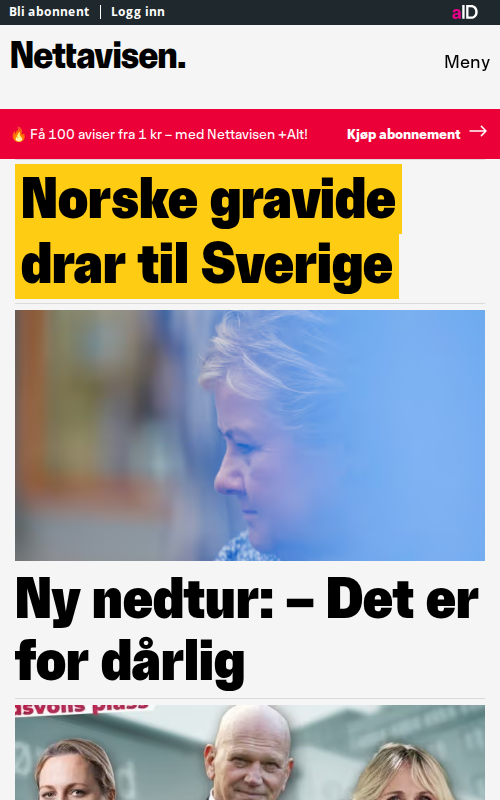 Bli abonnent | Logg inn
aID
Nettavisen.
Meny
🔥 Få 100 aviser fra 1 kr – med Nettavisen +Alt!
Kjøp abonnement →
Norske gravide
drar til Sverige
Ny nedtur: – Det er
for dårlig
plass